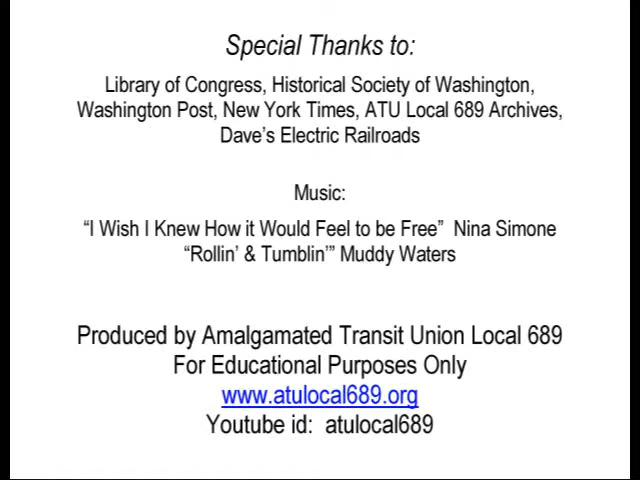 Special Thanks to:
Library of Congress, Historical Society of Washington,
Washington Post, New York Times, ATU Local 689 Archives,
Dave’s Electric Railroads
Music:
“I Wish I Knew How it Would Feel to be Free”  Nina Simone
“Rollin’ & Tumblin’” Muddy Waters
Produced by Amalgamated Transit Union Local 689
For Educational Purposes Only
www.atulocal689.org
Youtube id:  atulocal689